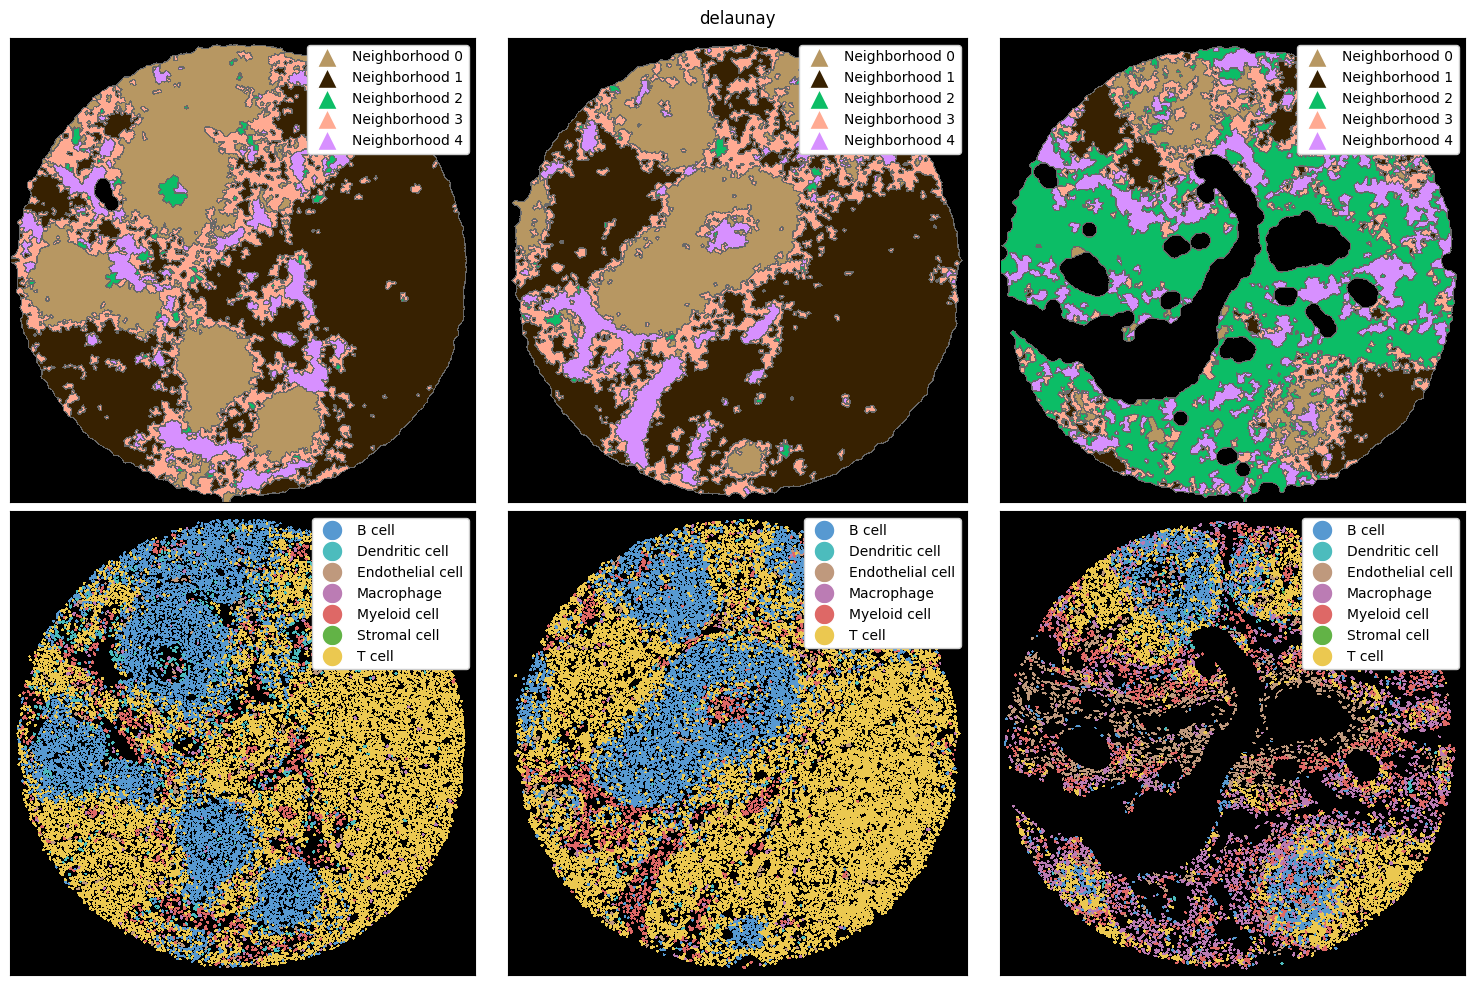 delaunay
Neighborhood 0
Neighborhood 1
Neighborhood 2
Neighborhood 3
Neighborhood 4
Neighborhood 0
Neighborhood 1
Neighborhood 2
Neighborhood 3
Neighborhood 4
Neighborhood 0
Neighborhood 1
Neighborhood 2
Neighborhood 3
Neighborhood 4
B cell
Dendritic cell
Endothelial cell
Macrophage
Myeloid cell
Stromal cell
T cell
B cell
Dendritic cell
Endothelial cell
Macrophage
Myeloid cell
T cell
B cell
Dendritic cell
Endothelial cell
Macrophage
Myeloid cell
Stromal cell
T cell